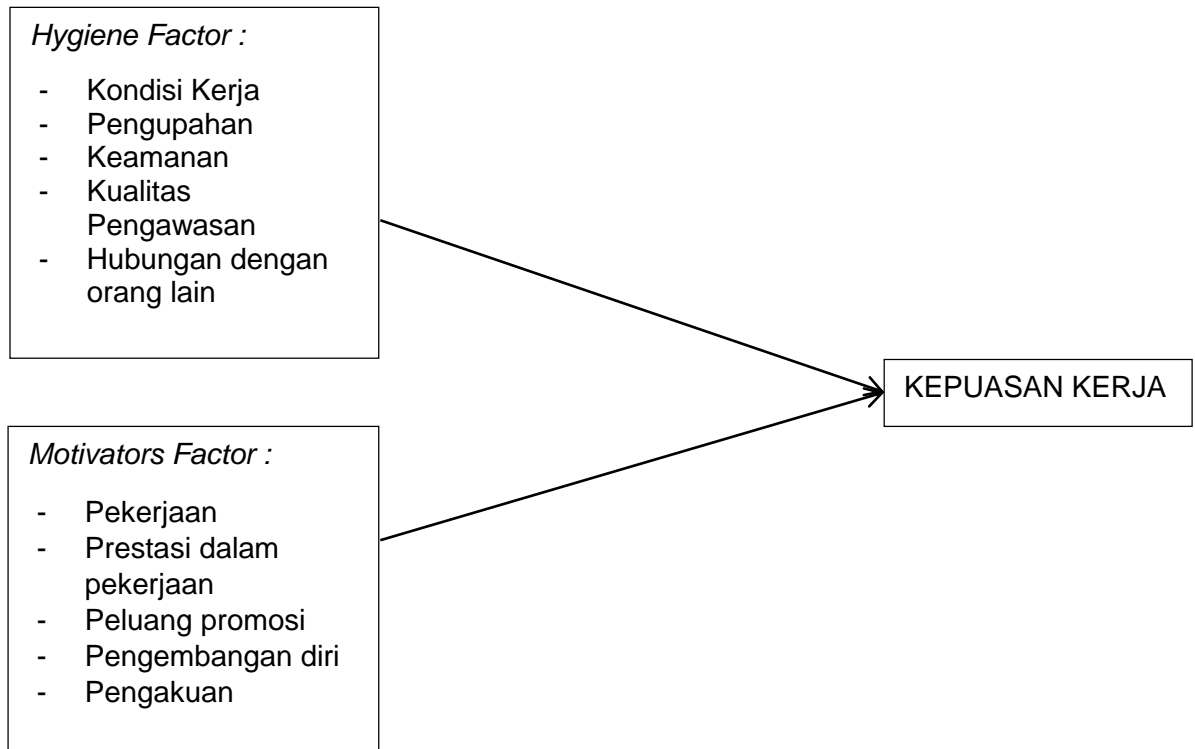 Hygiene Factor :
- Kondisi Kerja
- Pengupahan
- Keamanan
- Kualitas
Pengawasan
- Hubungan dengan
orang lain
KEPUASAN KERJA
Motivators Factor :
- Pekerjaan
- Prestasi dalam
pekerjaan
- Peluang promosi
- Pengembangan diri
- Pengakuan